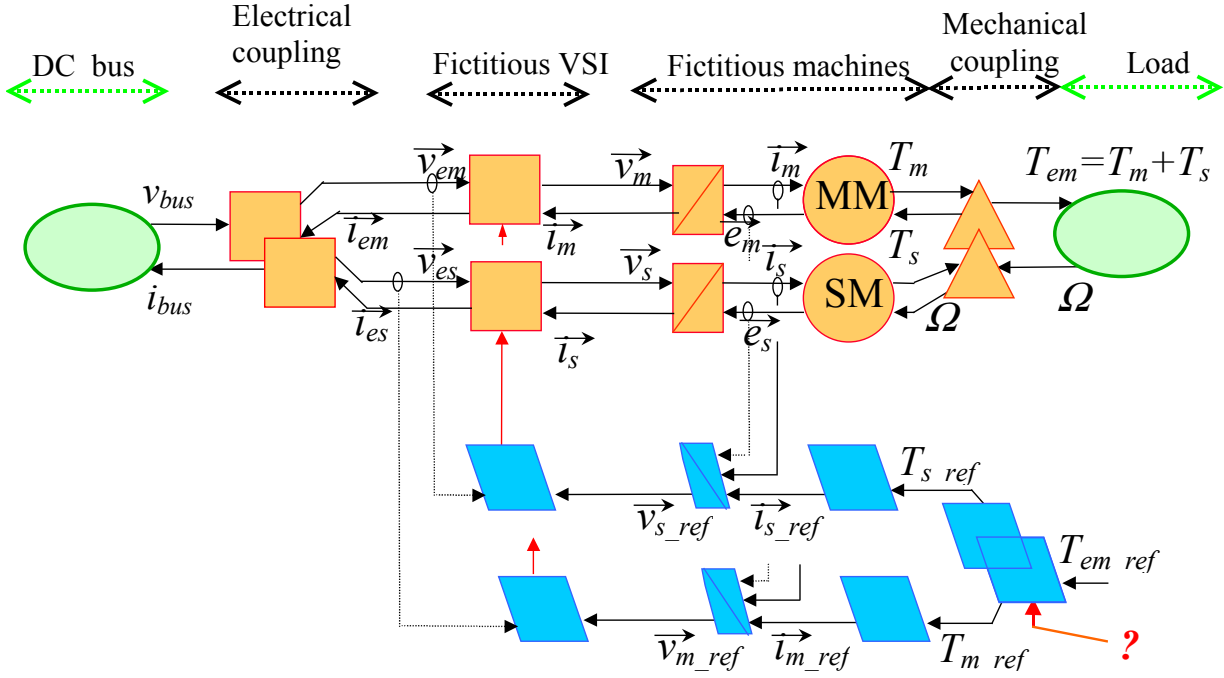 DC bus
Electrical
coupling
Fictitious VSI
Fictitious machines
Mechanical
coupling
Load
v_bus
i_bus
v_em
i_em
v_es
i_es
v_m
i_m
v_s
i_s
i_m
e_m
i_s
e_s
MM
SM
T_m
T_s
Ω
T_em=T_m+T_s
Ω
T_s_ref
i_s_ref
v_s_ref
T_em_ref
T_m_ref
i_m_ref
v_m_ref
?